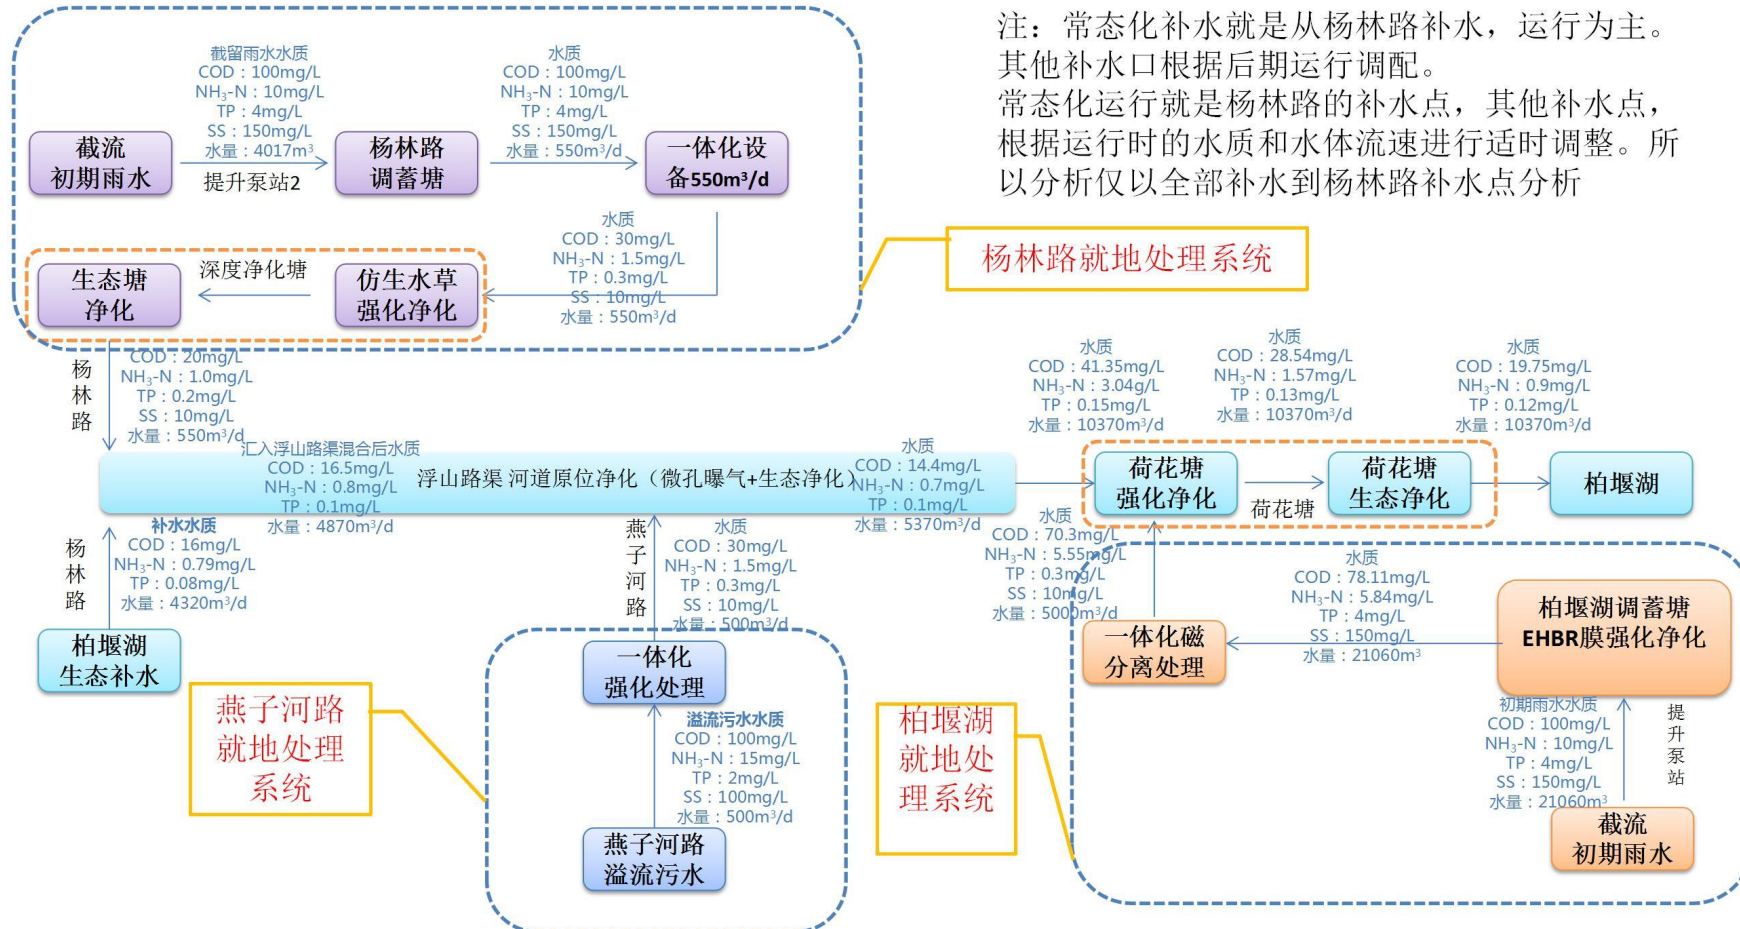 注：常态化补水就是从杨林路补水，运行为主。
其他补水口根据后期运行调配。
常态化运行就是杨林路的补水点，其他补水点，
根据运行时的水质和水体流速进行适时调整。所
以分析仅以全部补水到杨林路补水点分析
截流
初期雨水
截留雨水水质
COD：100mg/L
NH₃-N：10mg/L
TP：4mg/L
SS：150mg/L
水量：4017m³
提升泵站2
杨林路
调蓄塘
水质
COD：100mg/L
NH₃-N：10mg/L
TP：4mg/L
SS：150mg/L
水量：550m³/d
一体化设
备550m³/d
水质
COD：30mg/L
NH₃-N：1.5mg/L
TP：0.3mg/L
SS：10mg/L
水量：550m³/d
仿生水草
强化净化
深度净化塘
生态塘
净化
杨林路就地处理系统
杨
林
路
COD：20mg/L
NH₃-N：1.0mg/L
TP：0.2mg/L
SS：10mg/L
水量：550m³/d
汇入浮山路渠混合后水质
COD：16.5mg/L
NH₃-N：0.8mg/L
TP：0.1mg/L
水量：4870m³/d
浮山路渠 河道原位净化（微孔曝气+生态净化）
水质
COD：14.4mg/L
NH₃-N：0.7mg/L
TP：0.1mg/L
水量：5370m³/d
水质
COD：41.35mg/L
NH₃-N：3.04g/L
TP：0.15mg/L
水量：10370m³/d
水质
COD：28.54mg/L
NH₃-N：1.57mg/L
TP：0.13mg/L
水量：10370m³/d
水质
COD：19.75mg/L
NH₃-N：0.9mg/L
TP：0.12mg/L
水量：10370m³/d
荷花塘
强化净化
荷花塘
荷花塘
生态净化
柏堰湖
杨
林
路
补水水质
COD：16mg/L
NH₃-N：0.79mg/L
TP：0.08mg/L
水量：4320m³/d
柏堰湖
生态补水
燕
子
河
路
水质
COD：30mg/L
NH₃-N：1.5mg/L
TP：0.3mg/L
SS：10mg/L
水量：500m³/d
一体化
强化处理
溢流污水水质
COD：100mg/L
NH₃-N：15mg/L
TP：2mg/L
SS：100mg/L
水量：500m³/d
燕子河路
溢流污水
燕子河路
就地处理
系统
水质
COD：70.3mg/L
NH₃-N：5.55mg/L
TP：0.3mg/L
SS：10mg/L
水量：5000m³/d
一体化磁
分离处理
水质
COD：78.11mg/L
NH₃-N：5.84mg/L
TP：4mg/L
SS：150mg/L
水量：21060m³
柏堰湖调蓄塘
EHBR膜强化净化
初期雨水水质
COD：100mg/L
NH₃-N：10mg/L
TP：4mg/L
SS：150mg/L
水量：21060m³
提
升
泵
站
截流
初期雨水
柏堰湖
就地处
理系统